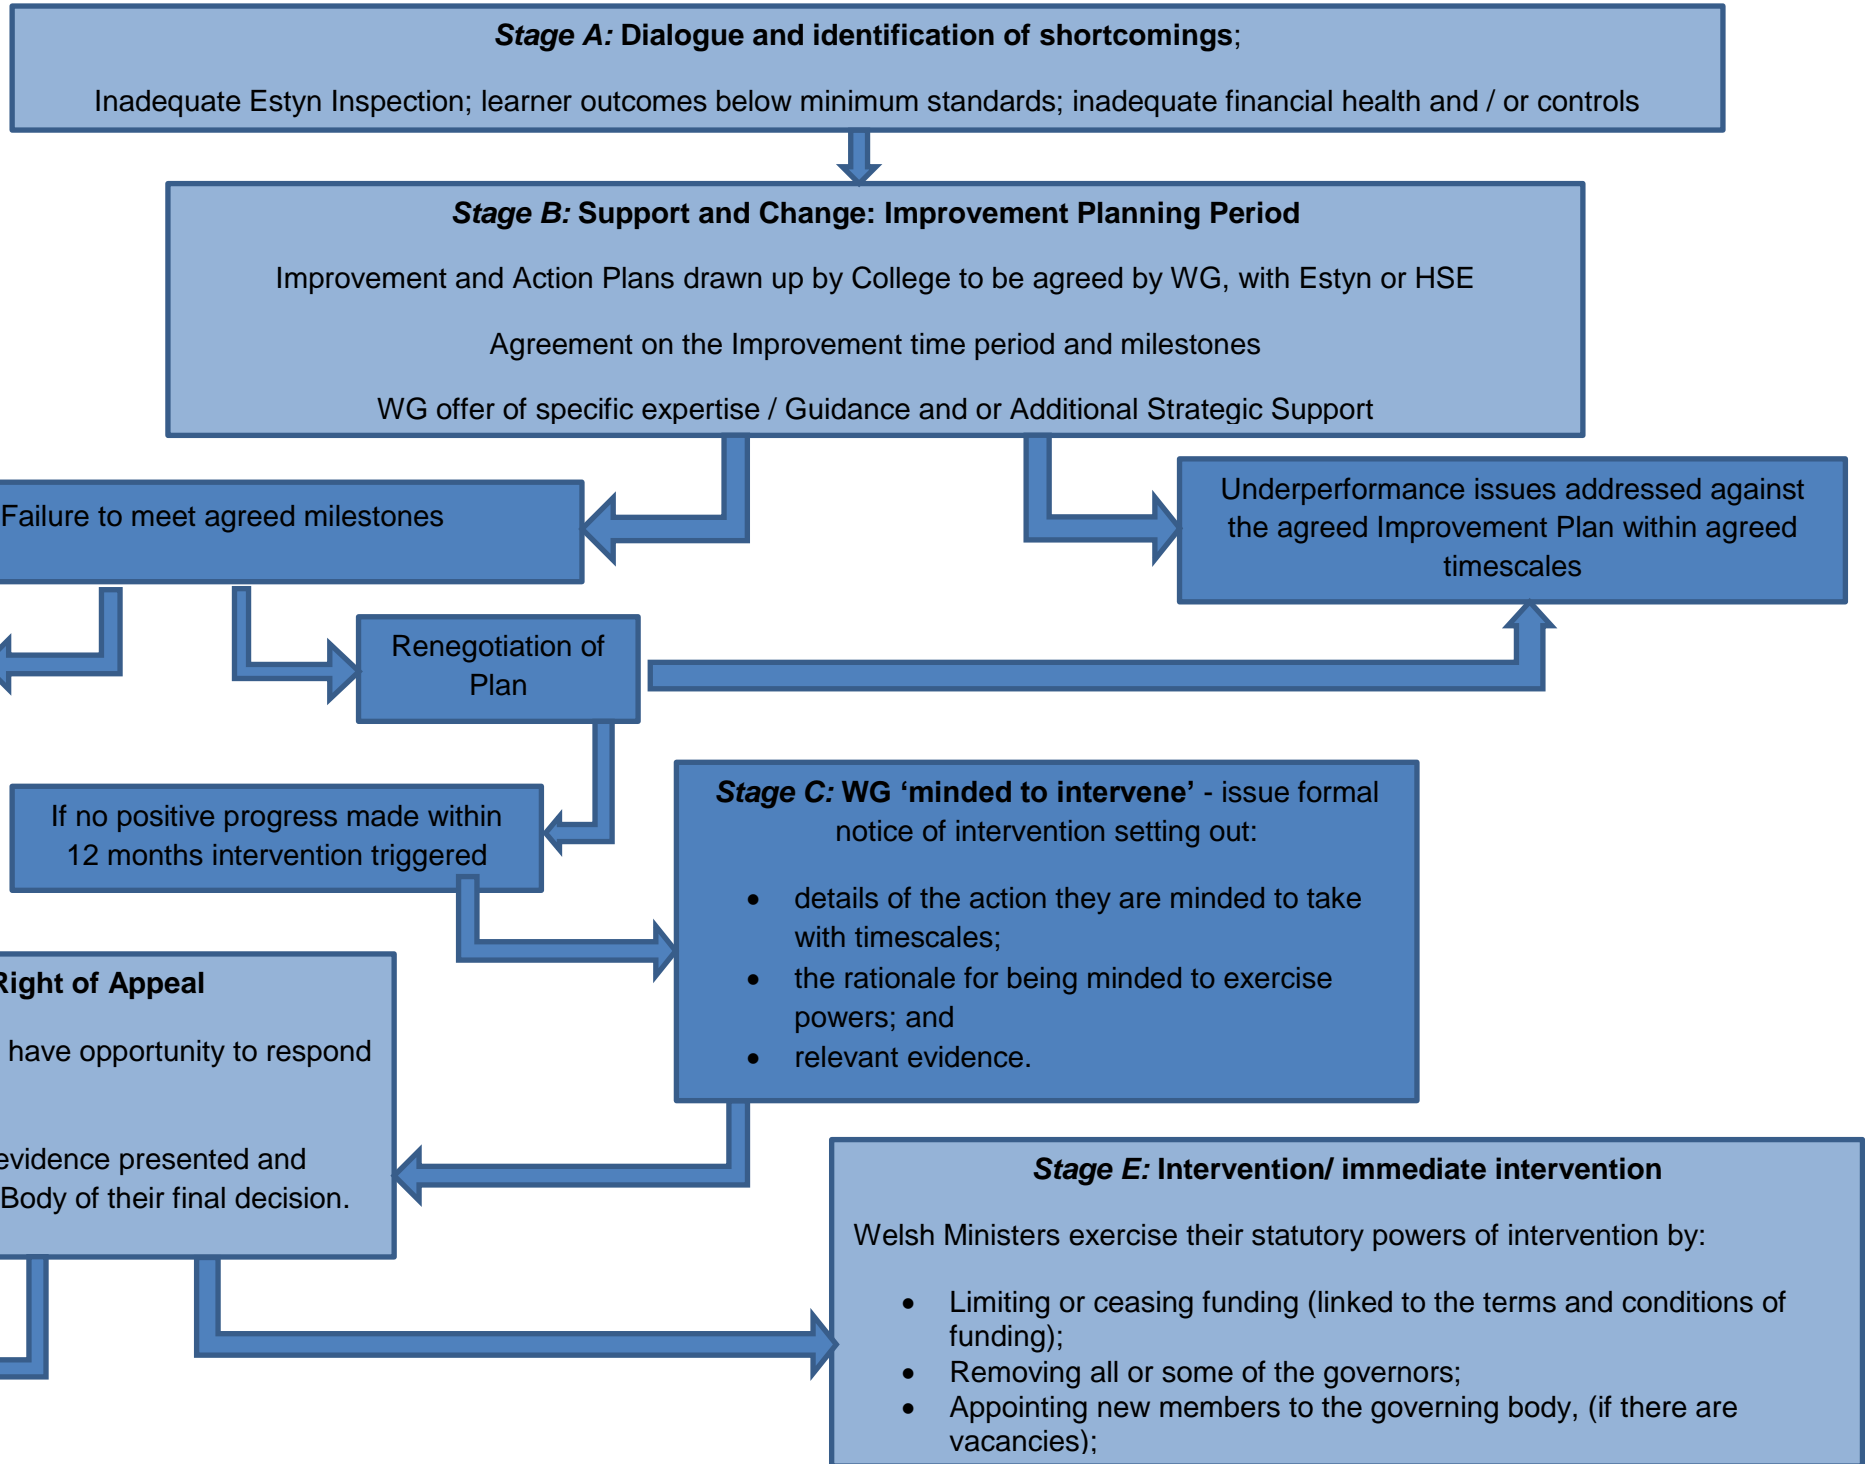 Stage A: Dialogue and identification of shortcomings;
Inadequate Estyn Inspection; learner outcomes below minimum standards; inadequate financial health and / or controls
Stage B: Support and Change: Improvement Planning Period
Improvement and Action Plans drawn up by College to be agreed by WG, with Estyn or HSE
Agreement on the Improvement time period and milestones
WG offer of specific expertise / Guidance and or Additional Strategic Support
Failure to meet agreed milestones
Underperformance issues addressed against
the agreed Improvement Plan within agreed
timescales
Renegotiation of
Plan
If no positive progress made within
12 months intervention triggered
Stage C: WG ‘minded to intervene’ - issue formal
notice of intervention setting out:
• details of the action they are minded to take
with timescales;
• the rationale for being minded to exercise
powers; and
• relevant evidence.
Right of Appeal
have opportunity to respond
evidence presented and
Body of their final decision.
Stage E: Intervention/ immediate intervention
Welsh Ministers exercise their statutory powers of intervention by:
• Limiting or ceasing funding (linked to the terms and conditions of
funding);
• Removing all or some of the governors;
• Appointing new members to the governing body, (if there are
vacancies);